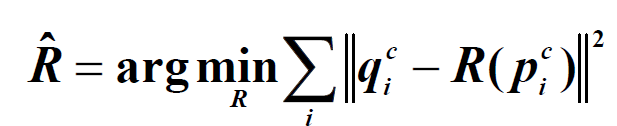 R̂ = arg min_R ∑_i ‖q_i^c − R(p_i^c)‖²